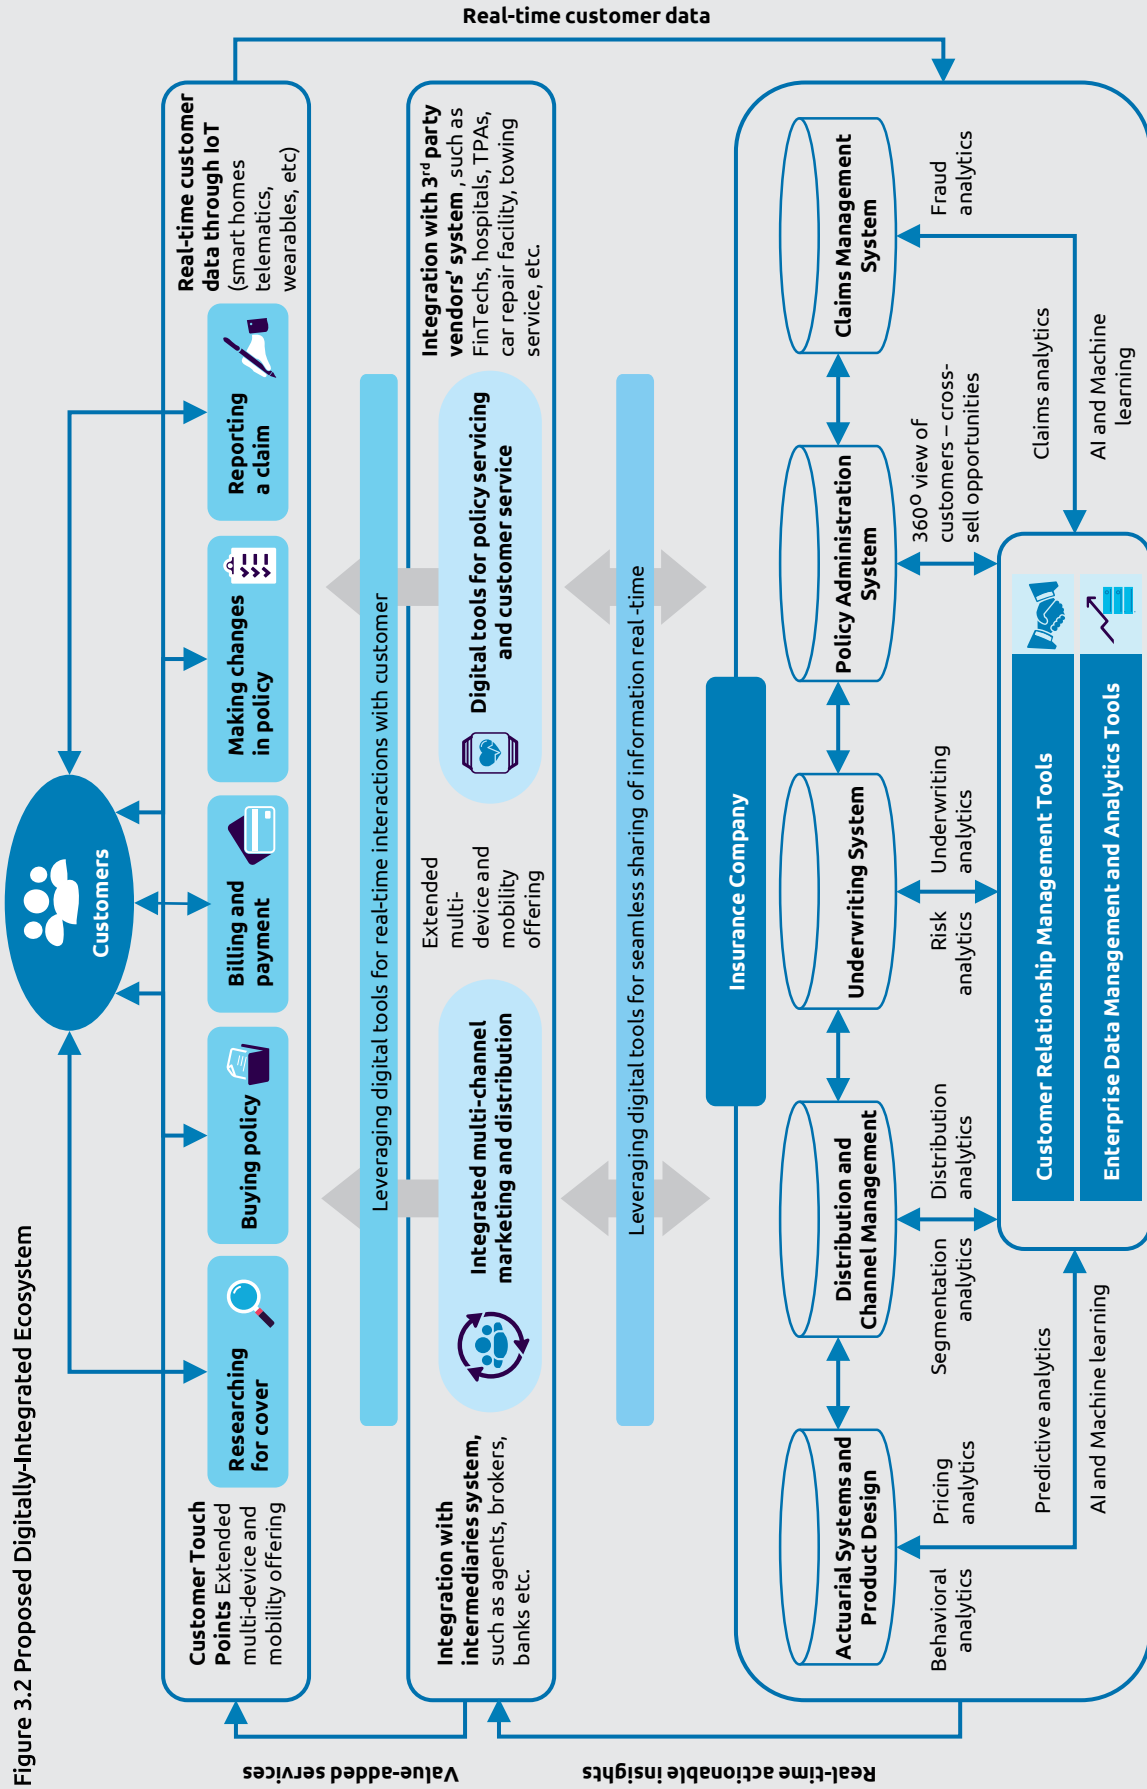 Figure 3.2 Proposed Digitally-Integrated Ecosystem
Customers
Customer Touch
Points Extended
multi-device and
mobility offering
Researching
for cover
Buying policy
Billing and
payment
Making changes
in policy
Reporting
a claim
Real-time customer
data through IoT
(smart homes
telematics,
wearables, etc)
Value-added services
Real-time customer data
Leveraging digital tools for real-time interactions with customer
Integration with
intermediaries system,
such as agents, brokers,
banks etc.
Integrated multi-channel
marketing and distribution
Extended
multi-
device and
mobility
offering
Digital tools for policy servicing
and customer service
Integration with 3rd party
vendors' system , such as
FinTechs, hospitals, TPAs,
car repair facility, towing
service, etc.
Leveraging digital tools for seamless sharing of information real -time
Real-time actionable insights
Insurance Company
Actuarial Systems and
Product Design
Distribution and
Channel Management
Underwriting System
Policy Administration
System
Claims Management
System
Behavioral
analytics
Pricing
analytics
Segmentation
analytics
Distribution
analytics
Risk
analytics
Underwriting
analytics
360º view of
customers – cross-
sell opportunities
Fraud
analytics
Predictive analytics
AI and Machine learning
Claims analytics
AI and Machine
learning
Customer Relationship Management Tools
Enterprise Data Management and Analytics Tools